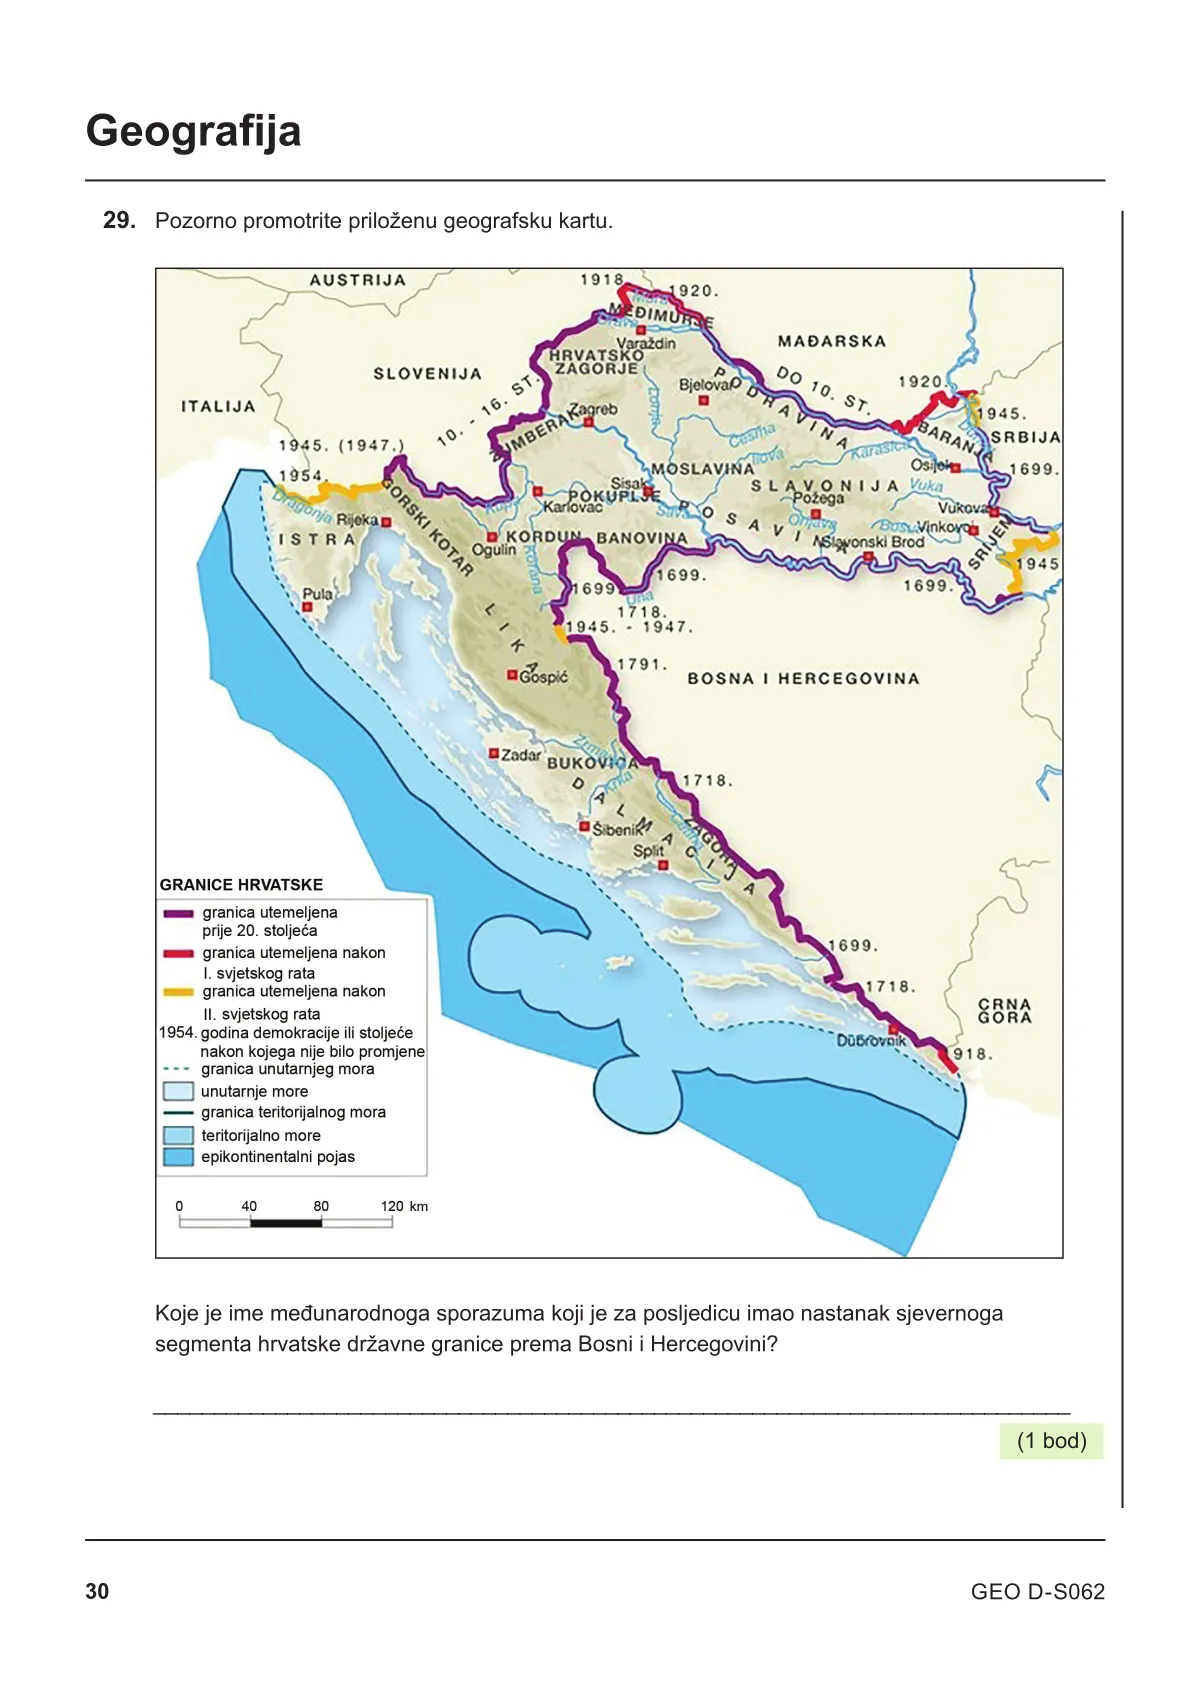 Geografija
29. Pozorno promotrite priloženu geografsku kartu.
AUSTRIJA
1918.
1920.
Mura
MEĐIMURJE
Drava
Varaždin
MAĐARSKA
HRVATSKO
ZAGORJE
SLOVENIJA
Bjelovar
PODRAVINA
DO 10. ST.
1920.
ITALIJA
10. - 16. ST.
Zagreb
Lonja
1945.
ŽUMBERAK
Česma
BARANJA
SRBIJA
1945. (1947.)
Ilova
Karašica
Osijek
1699.
1954.
MOSLAVINA
Dragonja
GORSKI KOTAR
Sisak
SLAVONIJA
Vuka
POKUPLJE
Požega
Kupa
Karlovac
Sava
POSAVINA
Orljava
Vukovar
Rijeka
Bosut
Vinkovci
ISTRA
KORDUN
BANOVINA
Slavonski Brod
SRIJEM
Ogulin
Korana
1945
Pula
1699.
1699.
1699.
Una
1718.
LIKA
1945. - 1947.
1791.
Gospić
BOSNA I HERCEGOVINA
Zadar
Zrmanja
BUKOVICA
Krka
1718.
DALMACIJA
Cetina
ZAGORA
Šibenik
Split
GRANICE HRVATSKE
granica utemeljena
prije 20. stoljeća
granica utemeljena nakon
I. svjetskog rata
granica utemeljena nakon
II. svjetskog rata
1954. godina demokracije ili stoljeće
nakon kojega nije bilo promjene
granica unutarnjeg mora
unutarnje more
granica teritorijalnog mora
teritorijalno more
epikontinentalni pojas
1699.
1718.
CRNA
GORA
Dubrovnik
1918.
0 40 80 120 km
Koje je ime međunarodnoga sporazuma koji je za posljedicu imao nastanak sjevernoga
segmenta hrvatske državne granice prema Bosni i Hercegovini?
(1 bod)
30
GEO D-S062